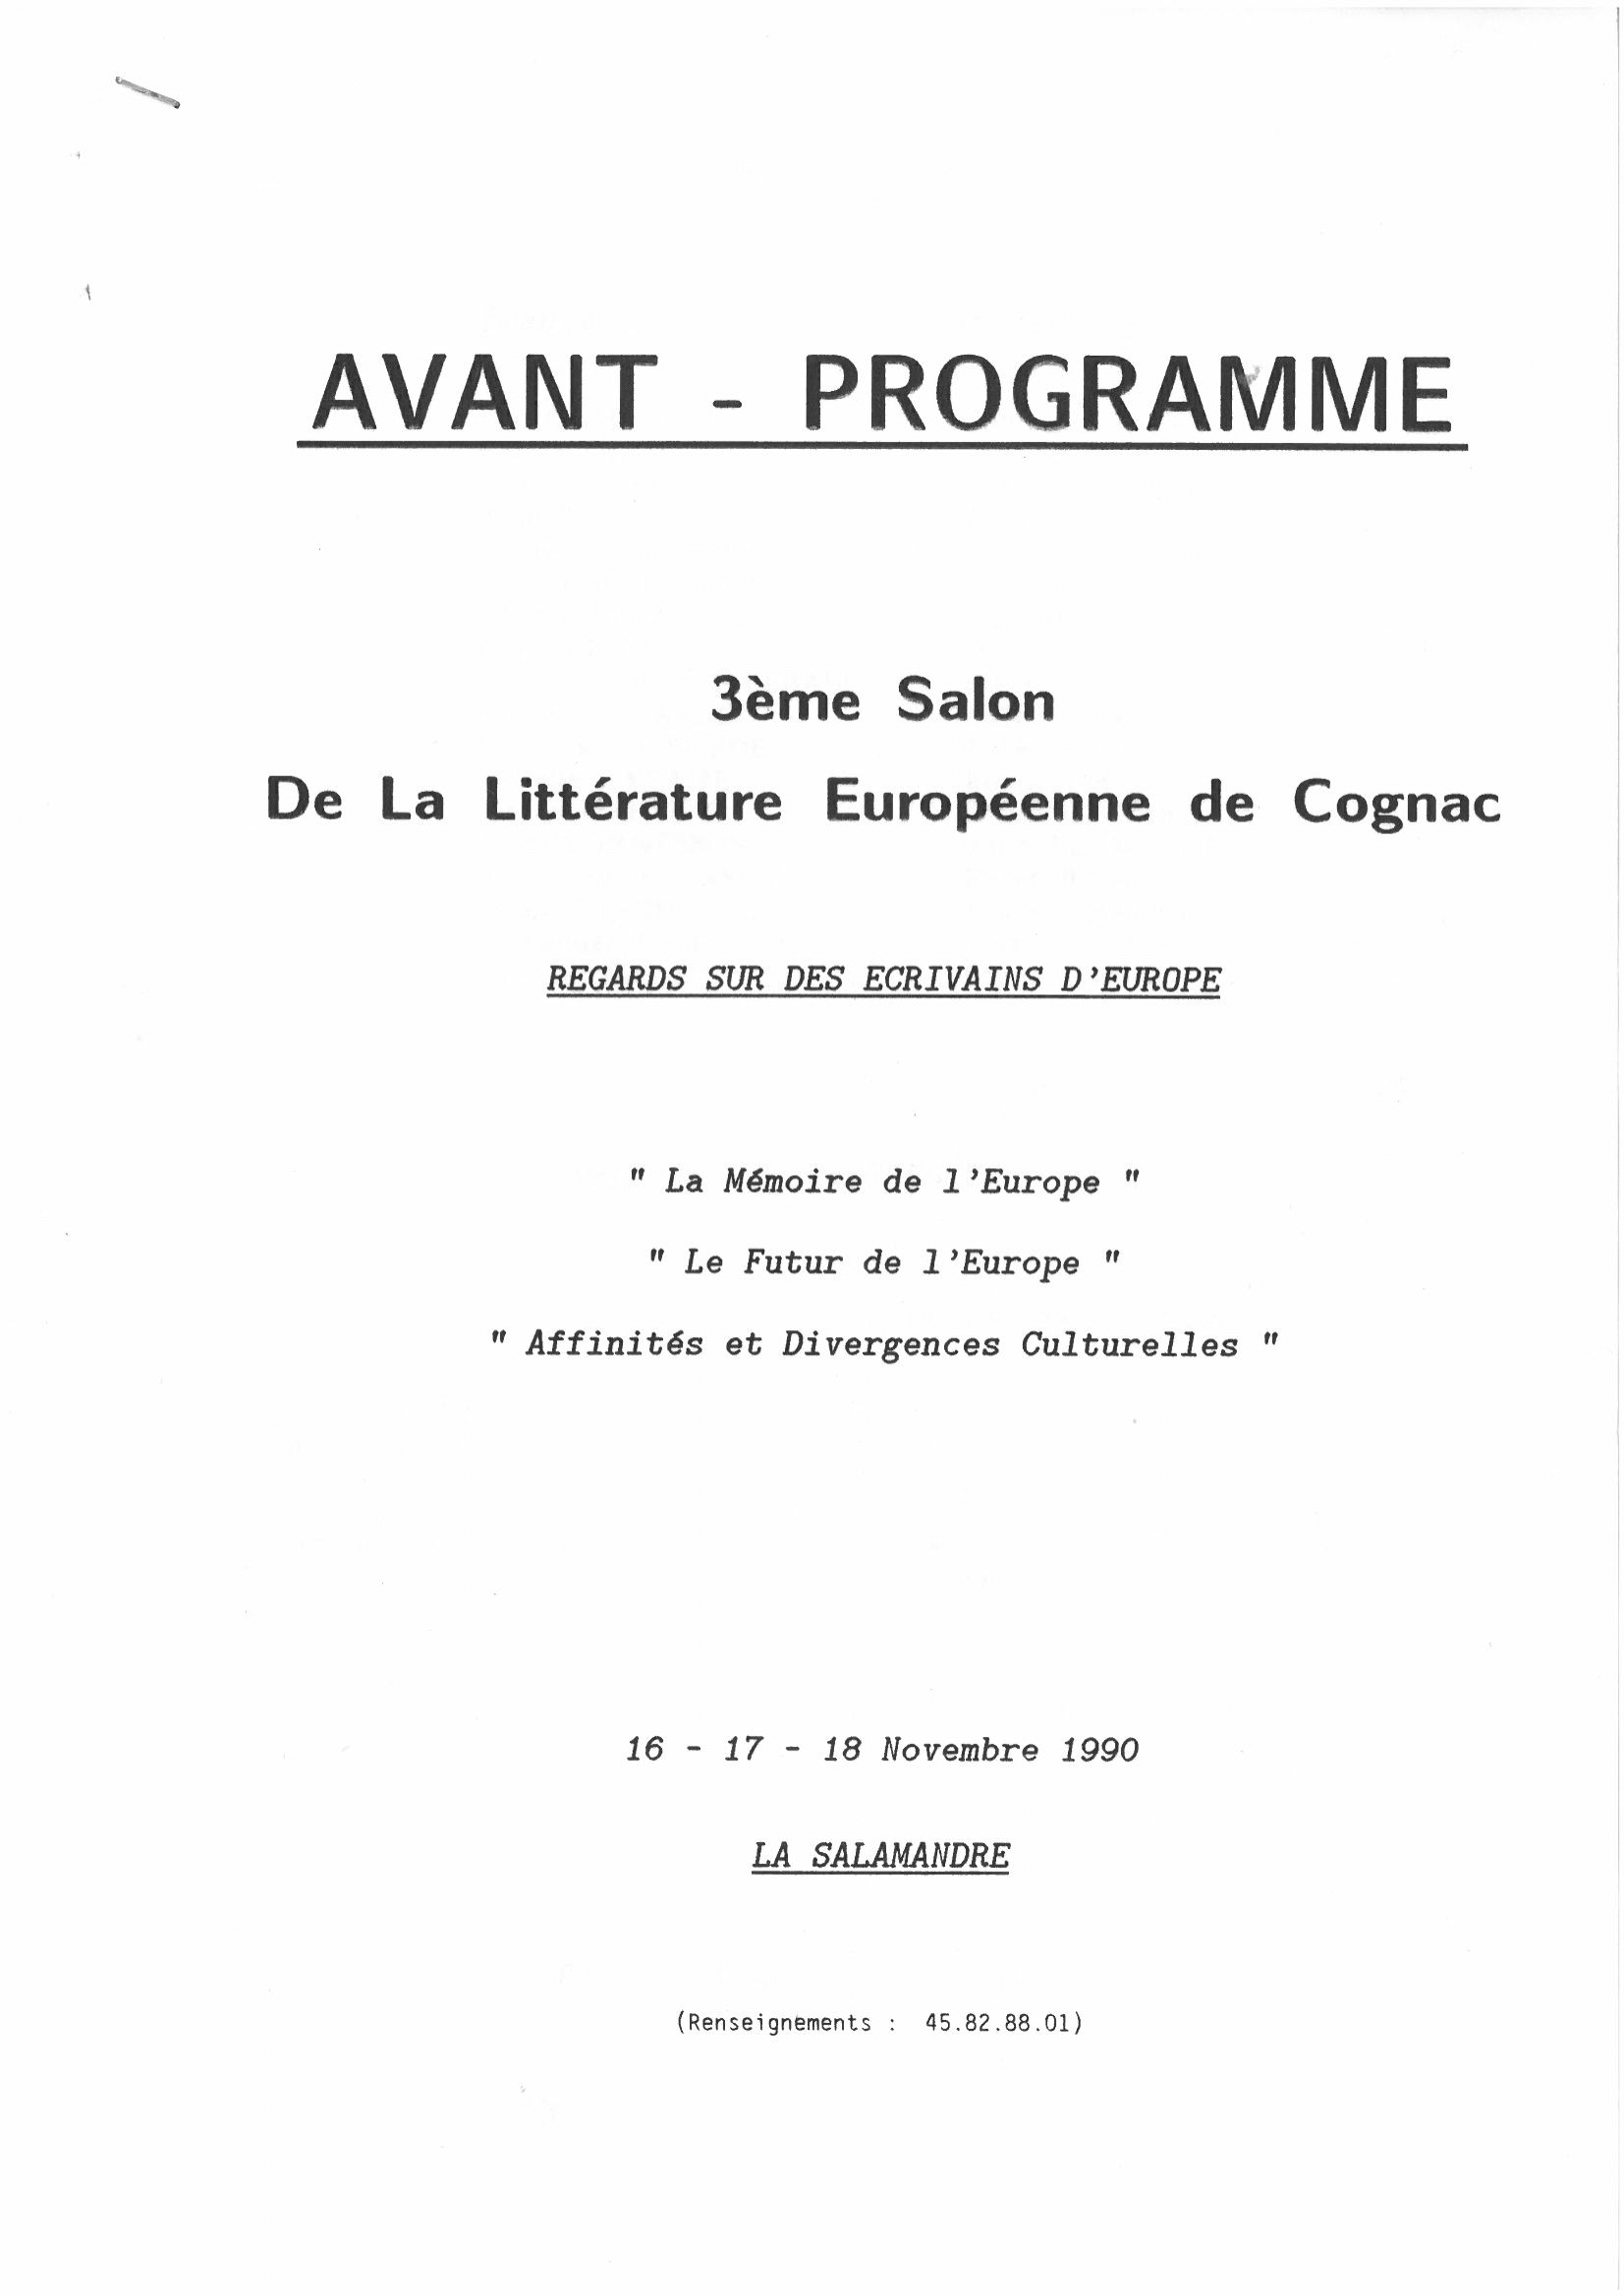 AVANT - PROGRAMME
3ème Salon
De La Littérature Européenne de Cognac
REGARDS SUR DES ECRIVAINS D'EUROPE
" La Mémoire de l'Europe "
" Le Futur de l'Europe "
" Affinités et Divergences Culturelles "
16 - 17 - 18 Novembre 1990
LA SALAMANDRE
(Renseignements : 45.82.88.01)